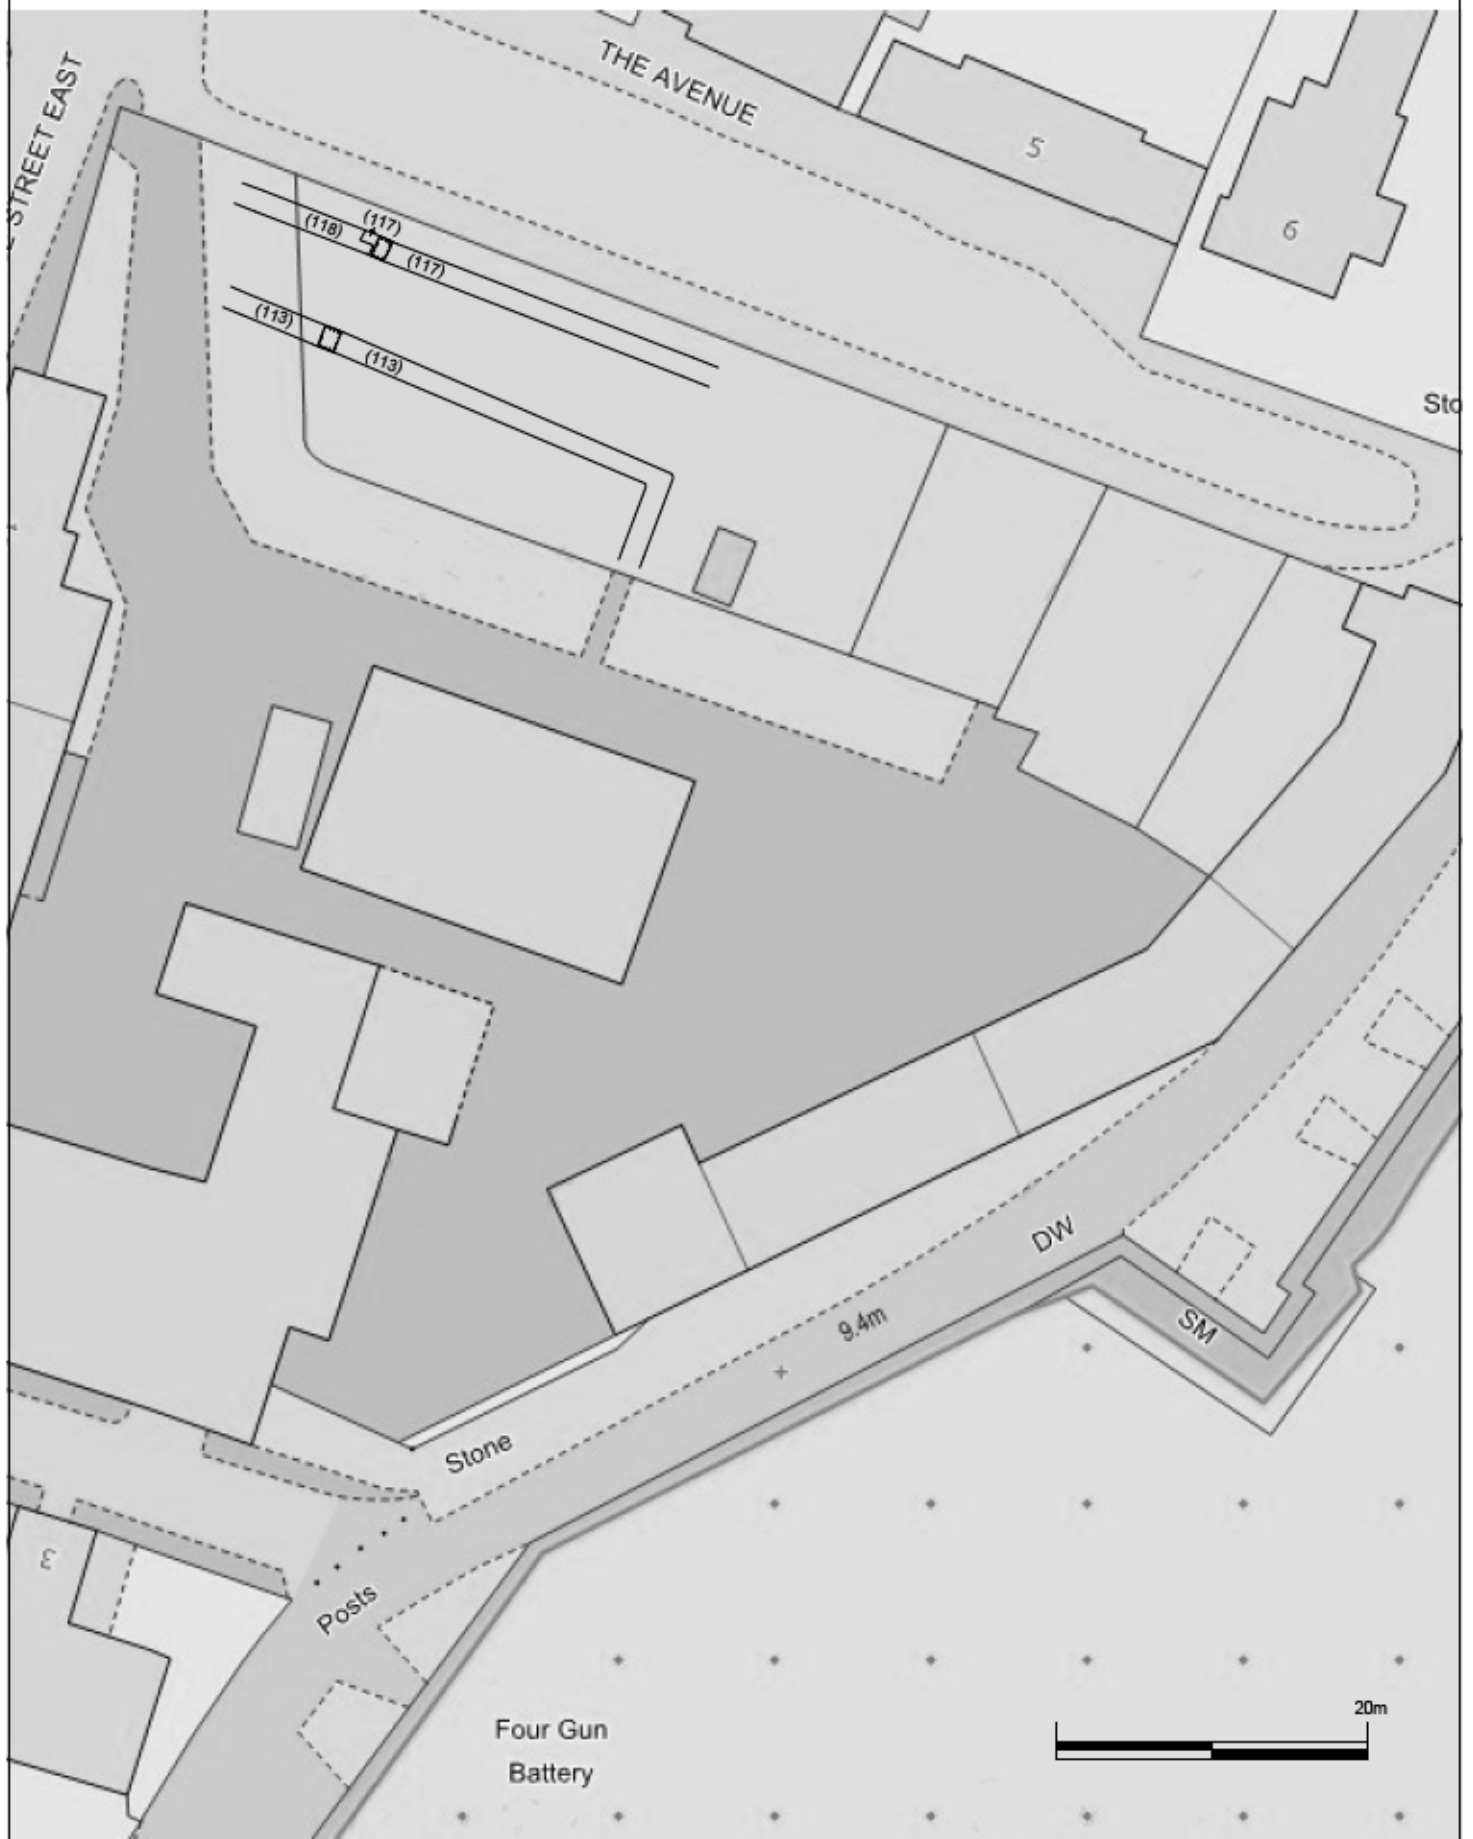 THE AVENUE
STREET EAST
5
6
(117)
(118)
(117)
(113)
(113)
Sto
DW
SM
9.4m
Stone
3
Posts
20m
Four Gun
Battery